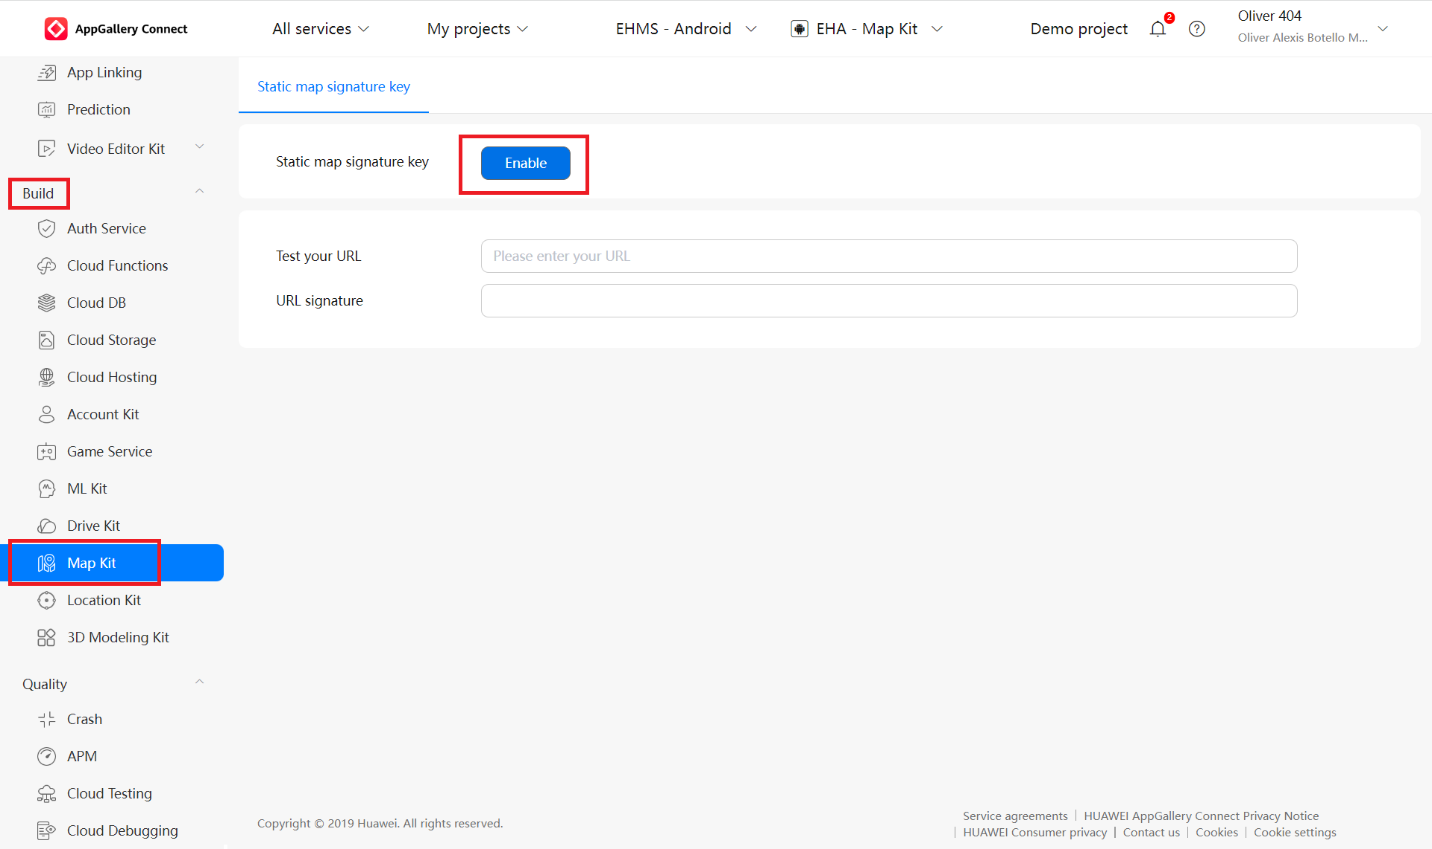 AppGallery Connect
All services
My projects
EHMS - Android
EHA - Map Kit
Demo project
2
Oliver 404
Oliver Alexis Botello M...
App Linking
Prediction
Video Editor Kit
Build
Auth Service
Cloud Functions
Cloud DB
Cloud Storage
Cloud Hosting
Account Kit
Game Service
ML Kit
Drive Kit
Map Kit
Location Kit
3D Modeling Kit
Quality
Crash
APM
Cloud Testing
Cloud Debugging
Static map signature key
Static map signature key
Enable
Test your URL
Please enter your URL
URL signature
Copyright © 2019 Huawei. All rights reserved.
Service agreements | HUAWEI AppGallery Connect Privacy Notice
| HUAWEI Consumer privacy | Contact us | Cookies | Cookie settings